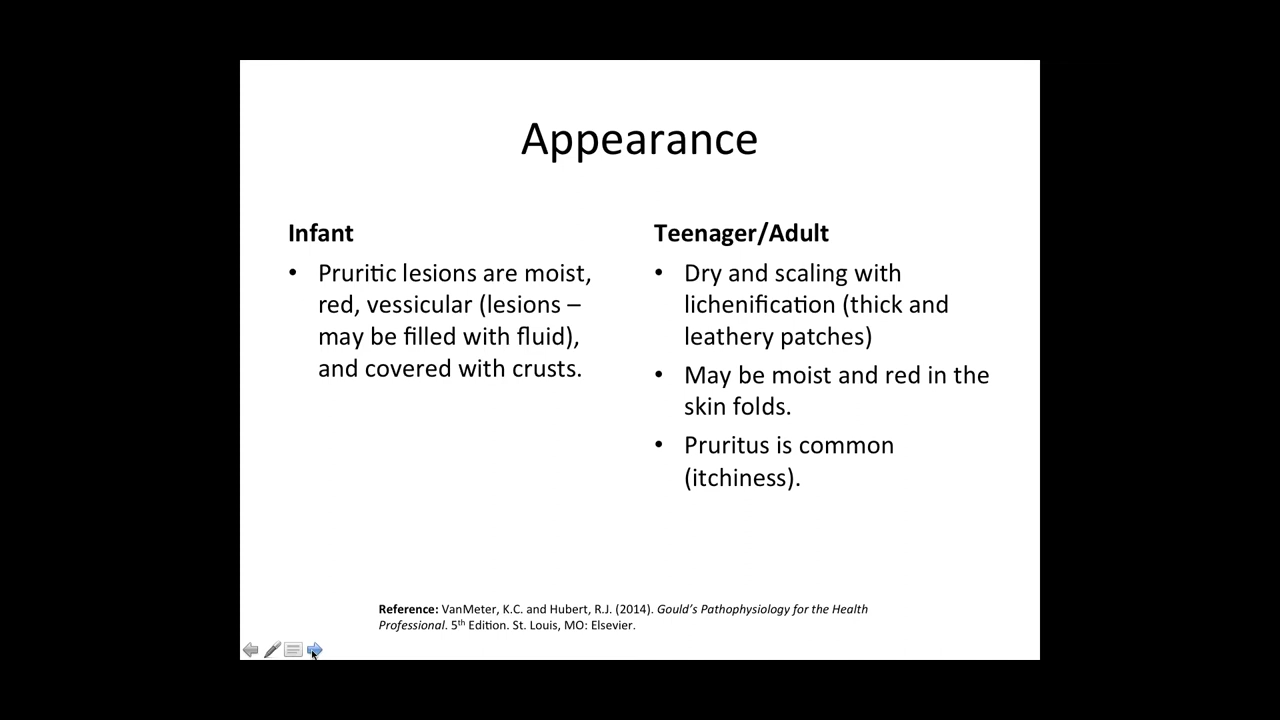 Appearance
Infant
• Pruritic lesions are moist,
red, vessicular (lesions –
may be filled with fluid),
and covered with crusts.
Teenager/Adult
• Dry and scaling with
lichenification (thick and
leathery patches)
• May be moist and red in the
skin folds.
• Pruritus is common
(itchiness).
Reference: VanMeter, K.C. and Hubert, R.J. (2014). Gould's Pathophysiology for the Health
Professional. 5th Edition. St. Louis, MO: Elsevier.